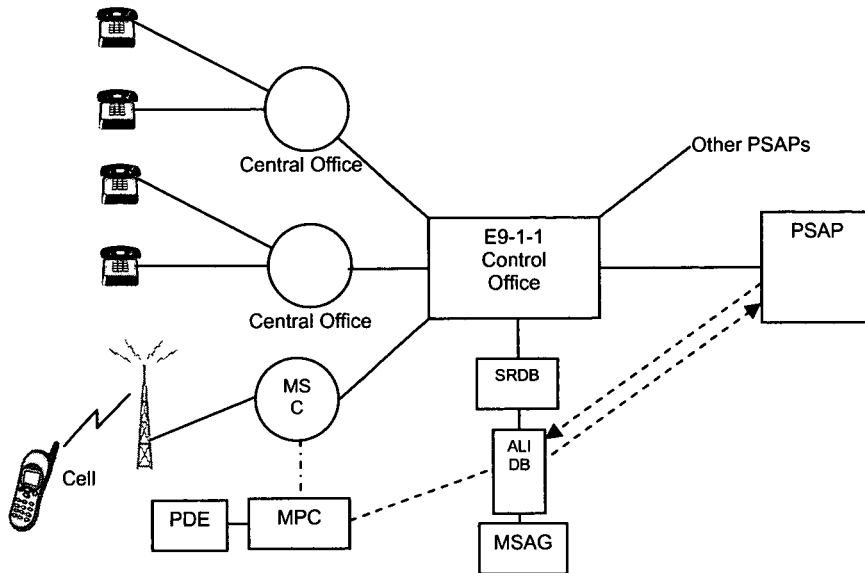 Central Office
Other PSAPs
E9-1-1
Control
Office
PSAP
Central Office
SRDB
MS
C
ALI
DB
Cell
PDE
MPC
MSAG